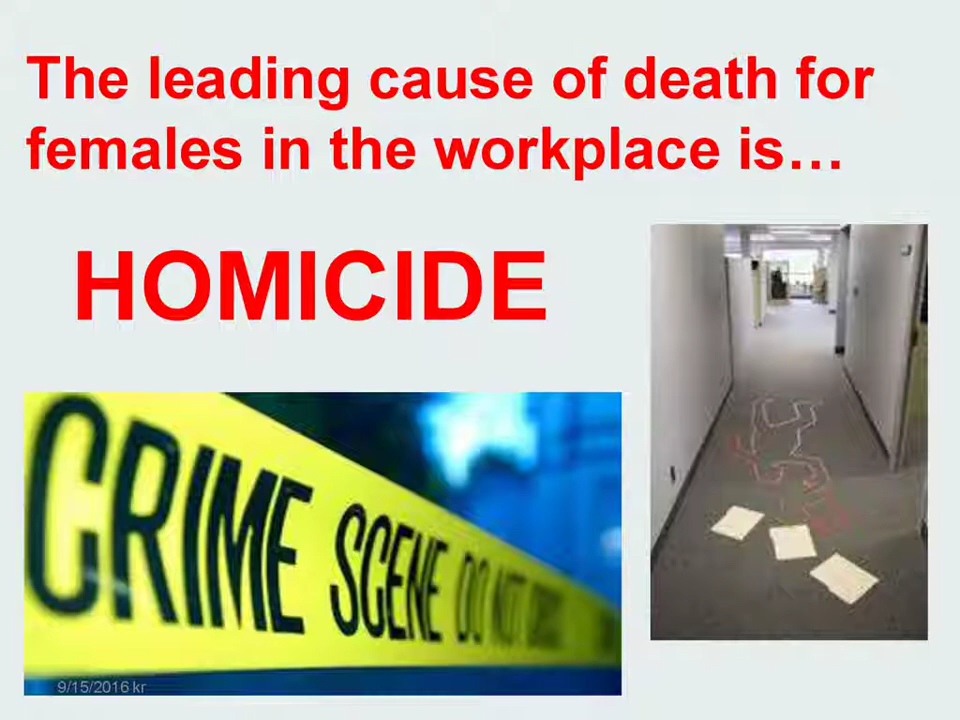 The leading cause of death for
females in the workplace is…
HOMICIDE
CRIME SCENE DO NOT
9/15/2016 kr